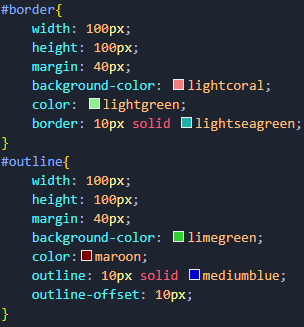 #border{
    width: 100px;
    height: 100px;
    margin: 40px;
    background-color: lightcoral;
    color: lightgreen;
    border: 10px solid lightseagreen;
}
#outline{
    width: 100px;
    height: 100px;
    margin: 40px;
    background-color: limegreen;
    color:maroon;
    outline: 10px solid mediumblue;
    outline-offset: 10px;
}